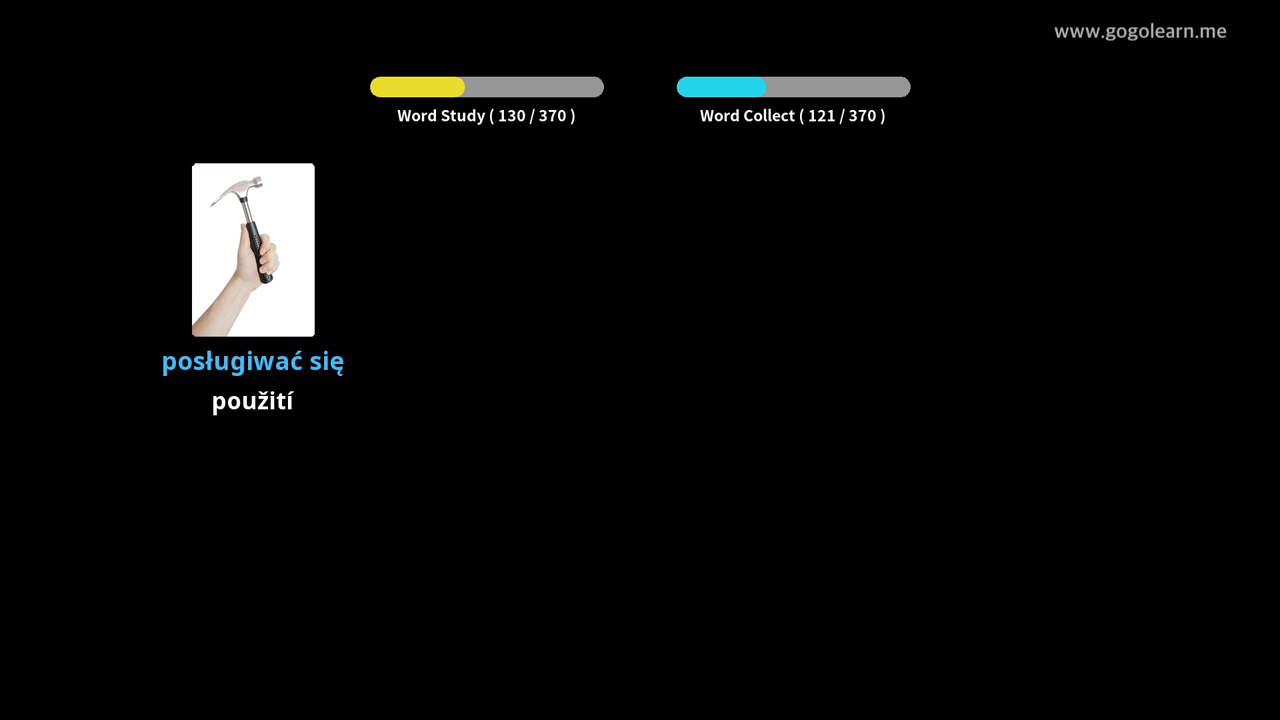 www.gogolearn.me
Word Study ( 130 / 370 )
Word Collect ( 121 / 370 )
posługiwać się
použití